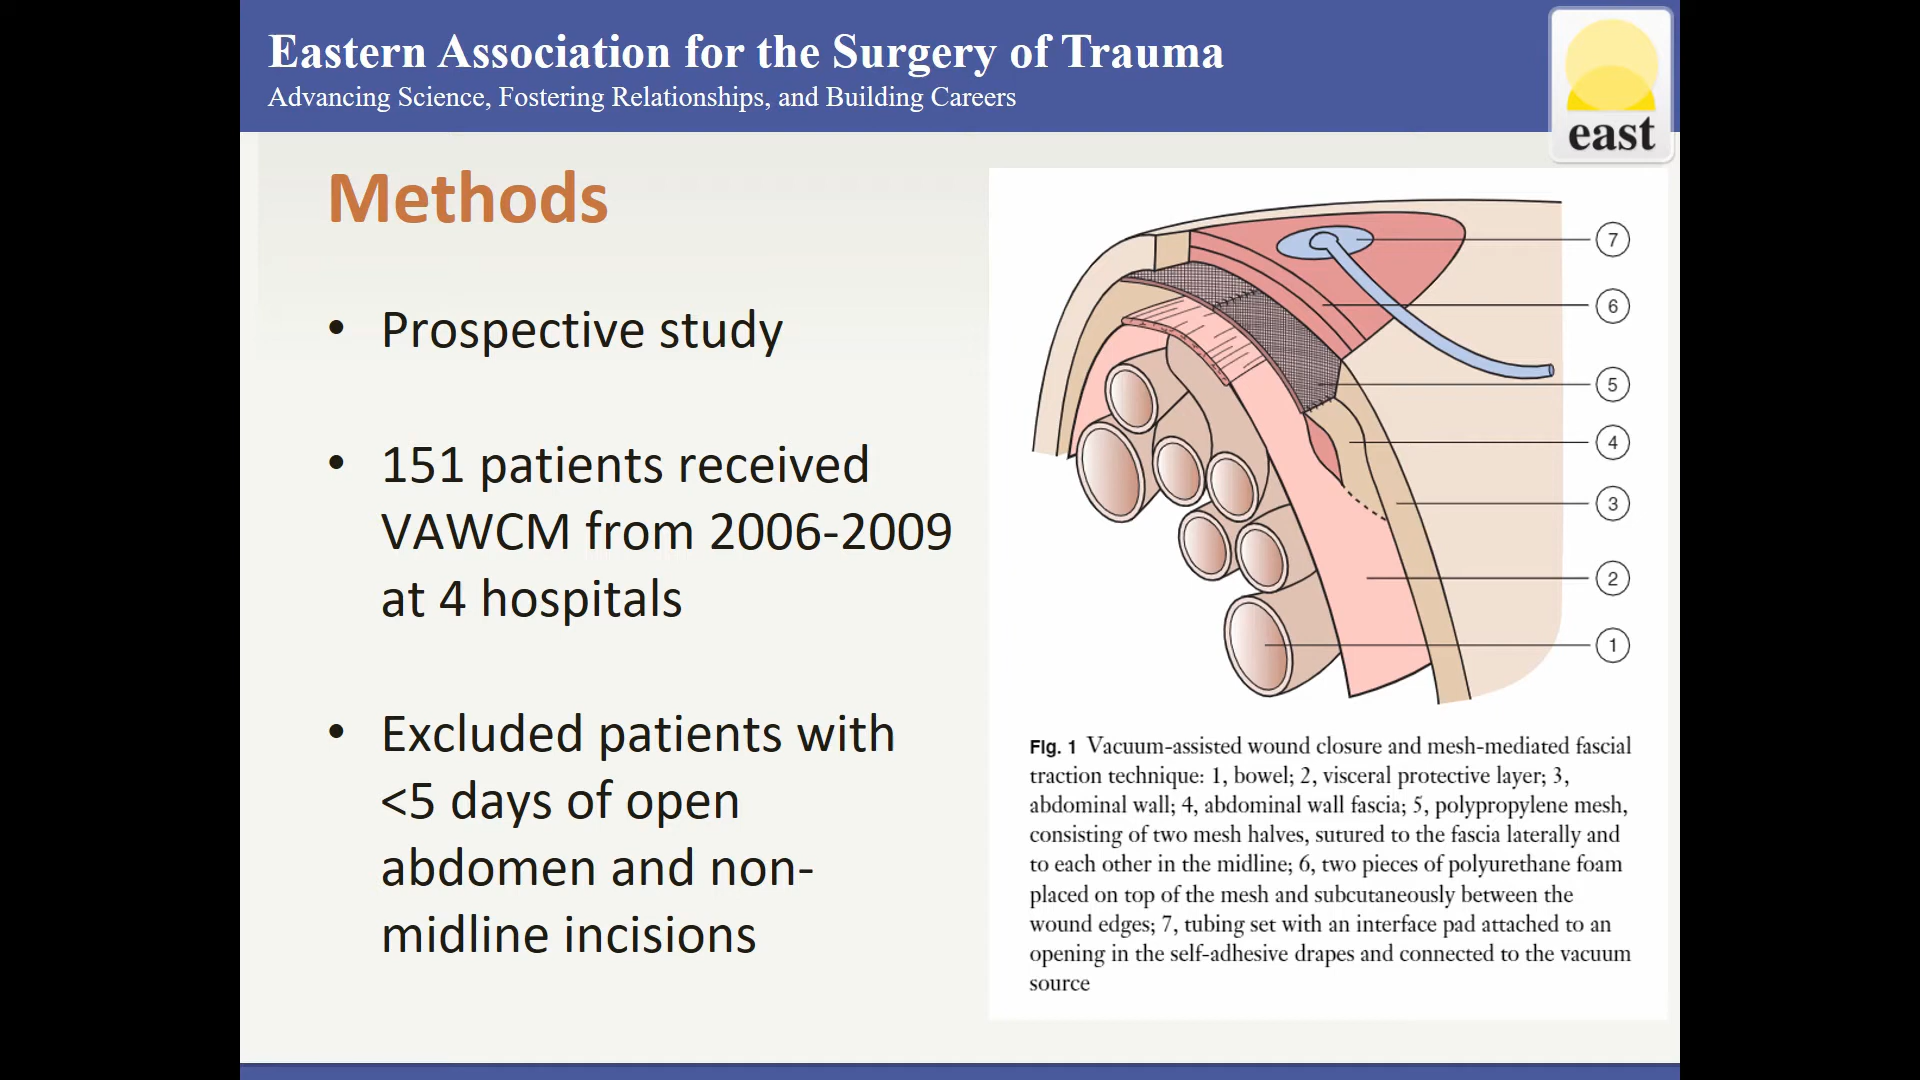 Eastern Association for the Surgery of Trauma
Advancing Science, Fostering Relationships, and Building Careers
east
Methods
• Prospective study
• 151 patients received
VAWCM from 2006-2009
at 4 hospitals
• Excluded patients with
<5 days of open
abdomen and non-
midline incisions
7
6
5
4
3
2
1
Fig. 1 Vacuum-assisted wound closure and mesh-mediated fascial
traction technique: 1, bowel; 2, visceral protective layer; 3,
abdominal wall; 4, abdominal wall fascia; 5, polypropylene mesh,
consisting of two mesh halves, sutured to the fascia laterally and
to each other in the midline; 6, two pieces of polyurethane foam
placed on top of the mesh and subcutaneously between the
wound edges; 7, tubing set with an interface pad attached to an
opening in the self-adhesive drapes and connected to the vacuum
source